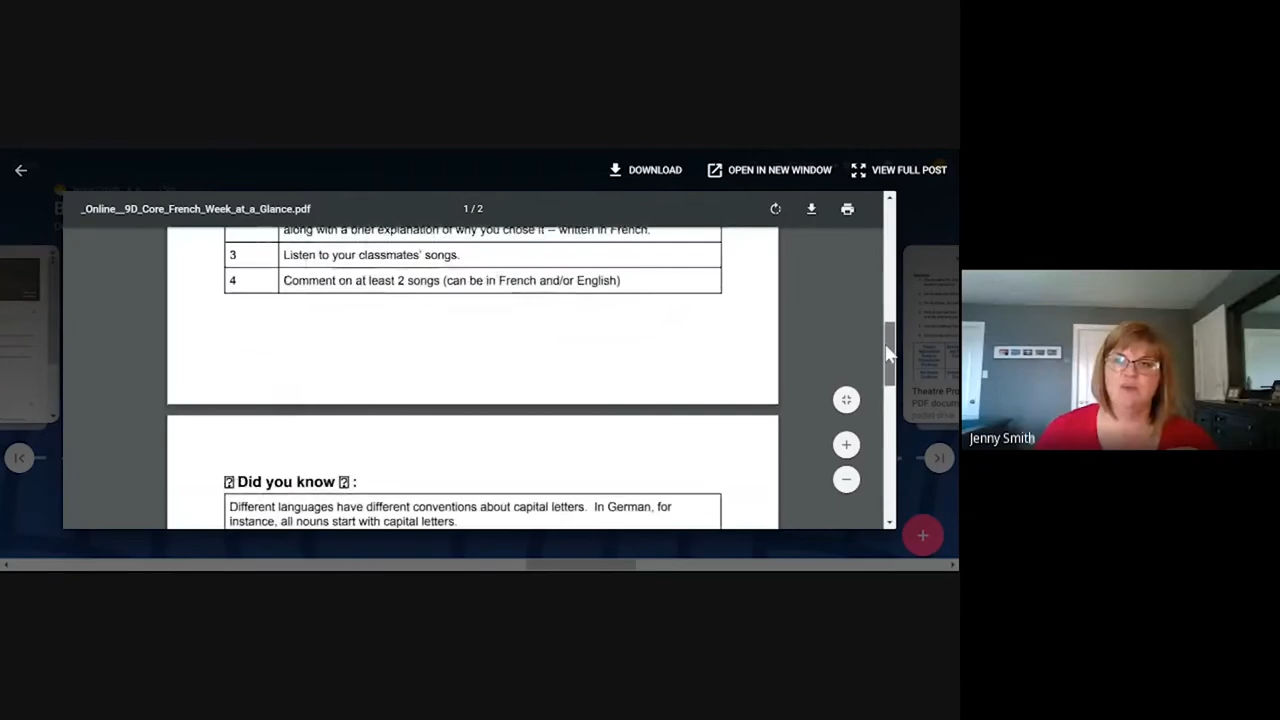 DOWNLOAD
OPEN IN NEW WINDOW
VIEW FULL POST
_Online__9D_Core_French_Week_at_a_Glance.pdf
1 / 2
along with a brief explanation of why you chose it -- written in French.
3 Listen to your classmates' songs.
4 Comment on at least 2 songs (can be in French and/or English)
Did you know :
Different languages have different conventions about capital letters. In German, for
instance, all nouns start with capital letters.
Theatre
PDF docum
Jenny Smith